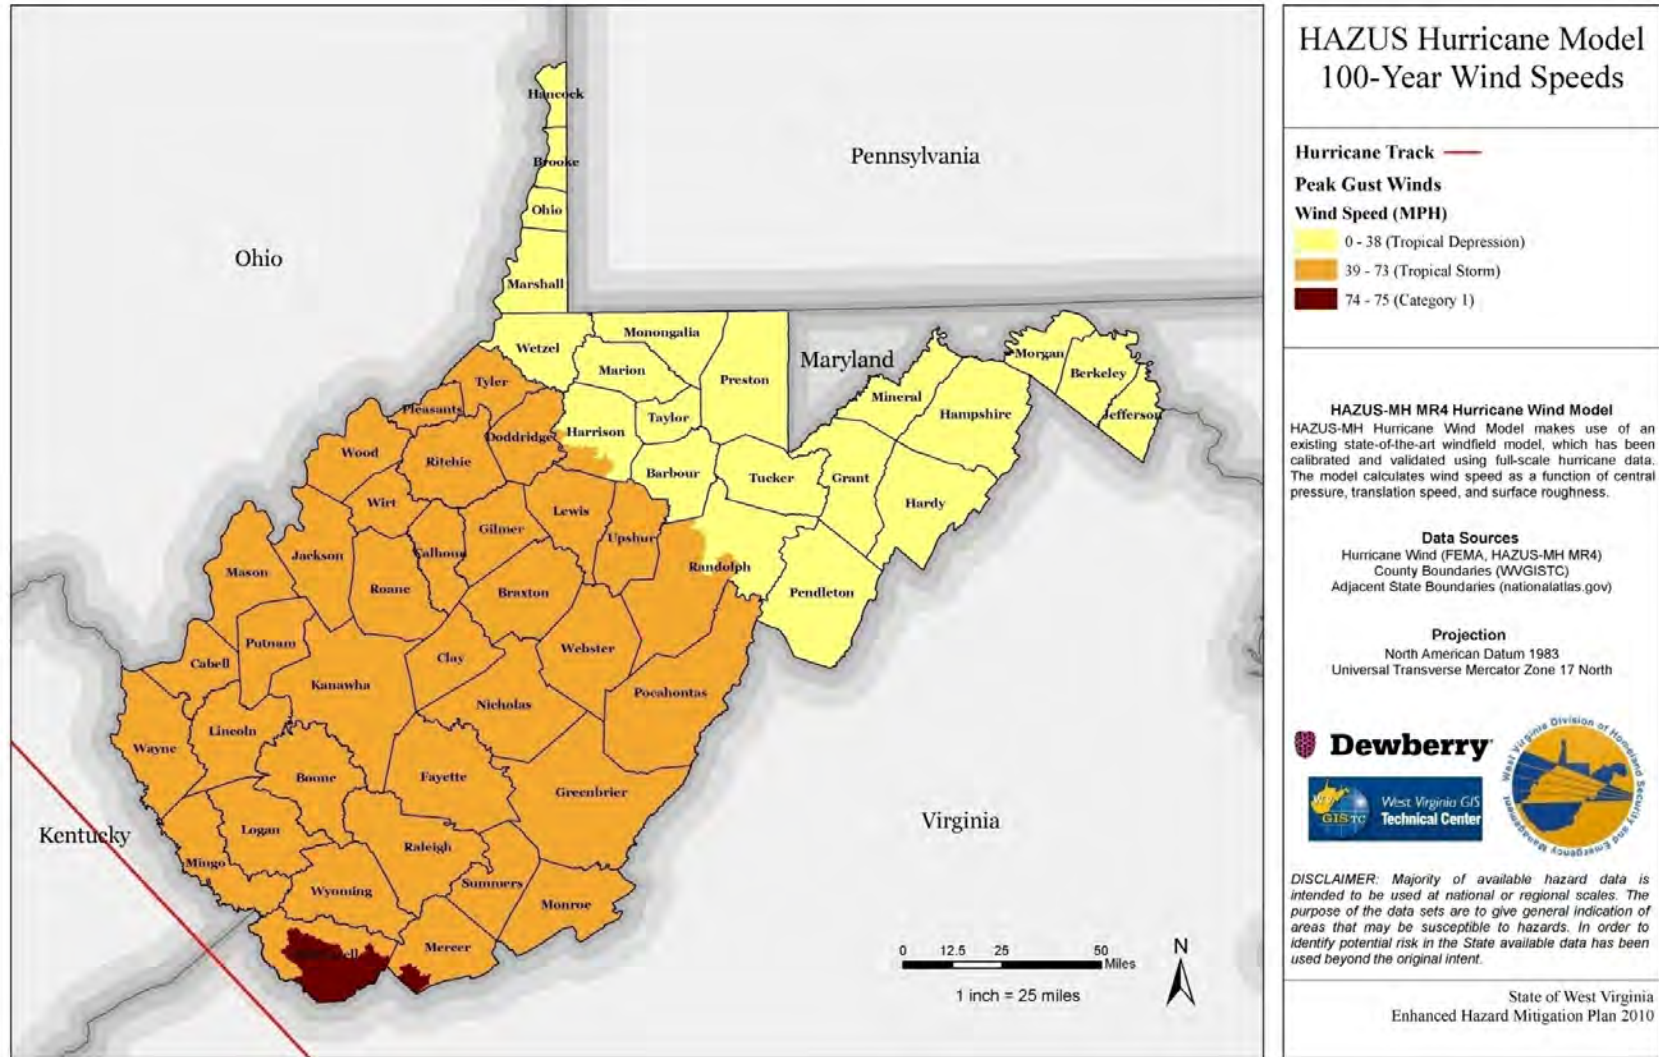 Hancock
Brooke
Ohio
Marshall
Pennsylvania
Ohio
Wetzel
Monongalia
Marion
Preston
Maryland
Morgan
Berkeley
Jefferson
Tyler
Pleasants
Taylor
Mineral
Hampshire
Wood
Doddridge
Harrison
Ritchie
Barbour
Tucker
Grant
Hardy
Wirt
Lewis
Gilmer
Upshur
Calhoun
Jackson
Mason
Roane
Braxton
Randolph
Pendleton
Putnam
Cabell
Clay
Webster
Kanawha
Pocahontas
Nicholas
Lincoln
Wayne
Boone
Fayette
Greenbrier
Kentucky
Logan
Virginia
Raleigh
Mingo
Wyoming
Summers
Monroe
Mercer
0 12.5 25 50
Miles
1 inch = 25 miles
N
HAZUS Hurricane Model
100-Year Wind Speeds
Hurricane Track
Peak Gust Winds
Wind Speed (MPH)
0 - 38 (Tropical Depression)
39 - 73 (Tropical Storm)
74 - 75 (Category 1)
HAZUS-MH MR4 Hurricane Wind Model
HAZUS-MH Hurricane Wind Model makes use of an
existing state-of-the-art windfield model, which has been
calibrated and validated using full-scale hurricane data.
The model calculates wind speed as a function of central
pressure, translation speed, and surface roughness.
Data Sources
Hurricane Wind (FEMA, HAZUS-MH MR4)
County Boundaries (WVGISTC)
Adjacent State Boundaries (nationalatlas.gov)
Projection
North American Datum 1983
Universal Transverse Mercator Zone 17 North
Dewberry
WV
GISTC
West Virginia GIS
Technical Center
West Virginia Division of Homeland Security and Emergency Management
DISCLAIMER: Majority of available hazard data is
intended to be used at national or regional scales. The
purpose of the data sets are to give general indication of
areas that may be susceptible to hazards. In order to
identify potential risk in the State available data has been
used beyond the original intent.
State of West Virginia
Enhanced Hazard Mitigation Plan 2010